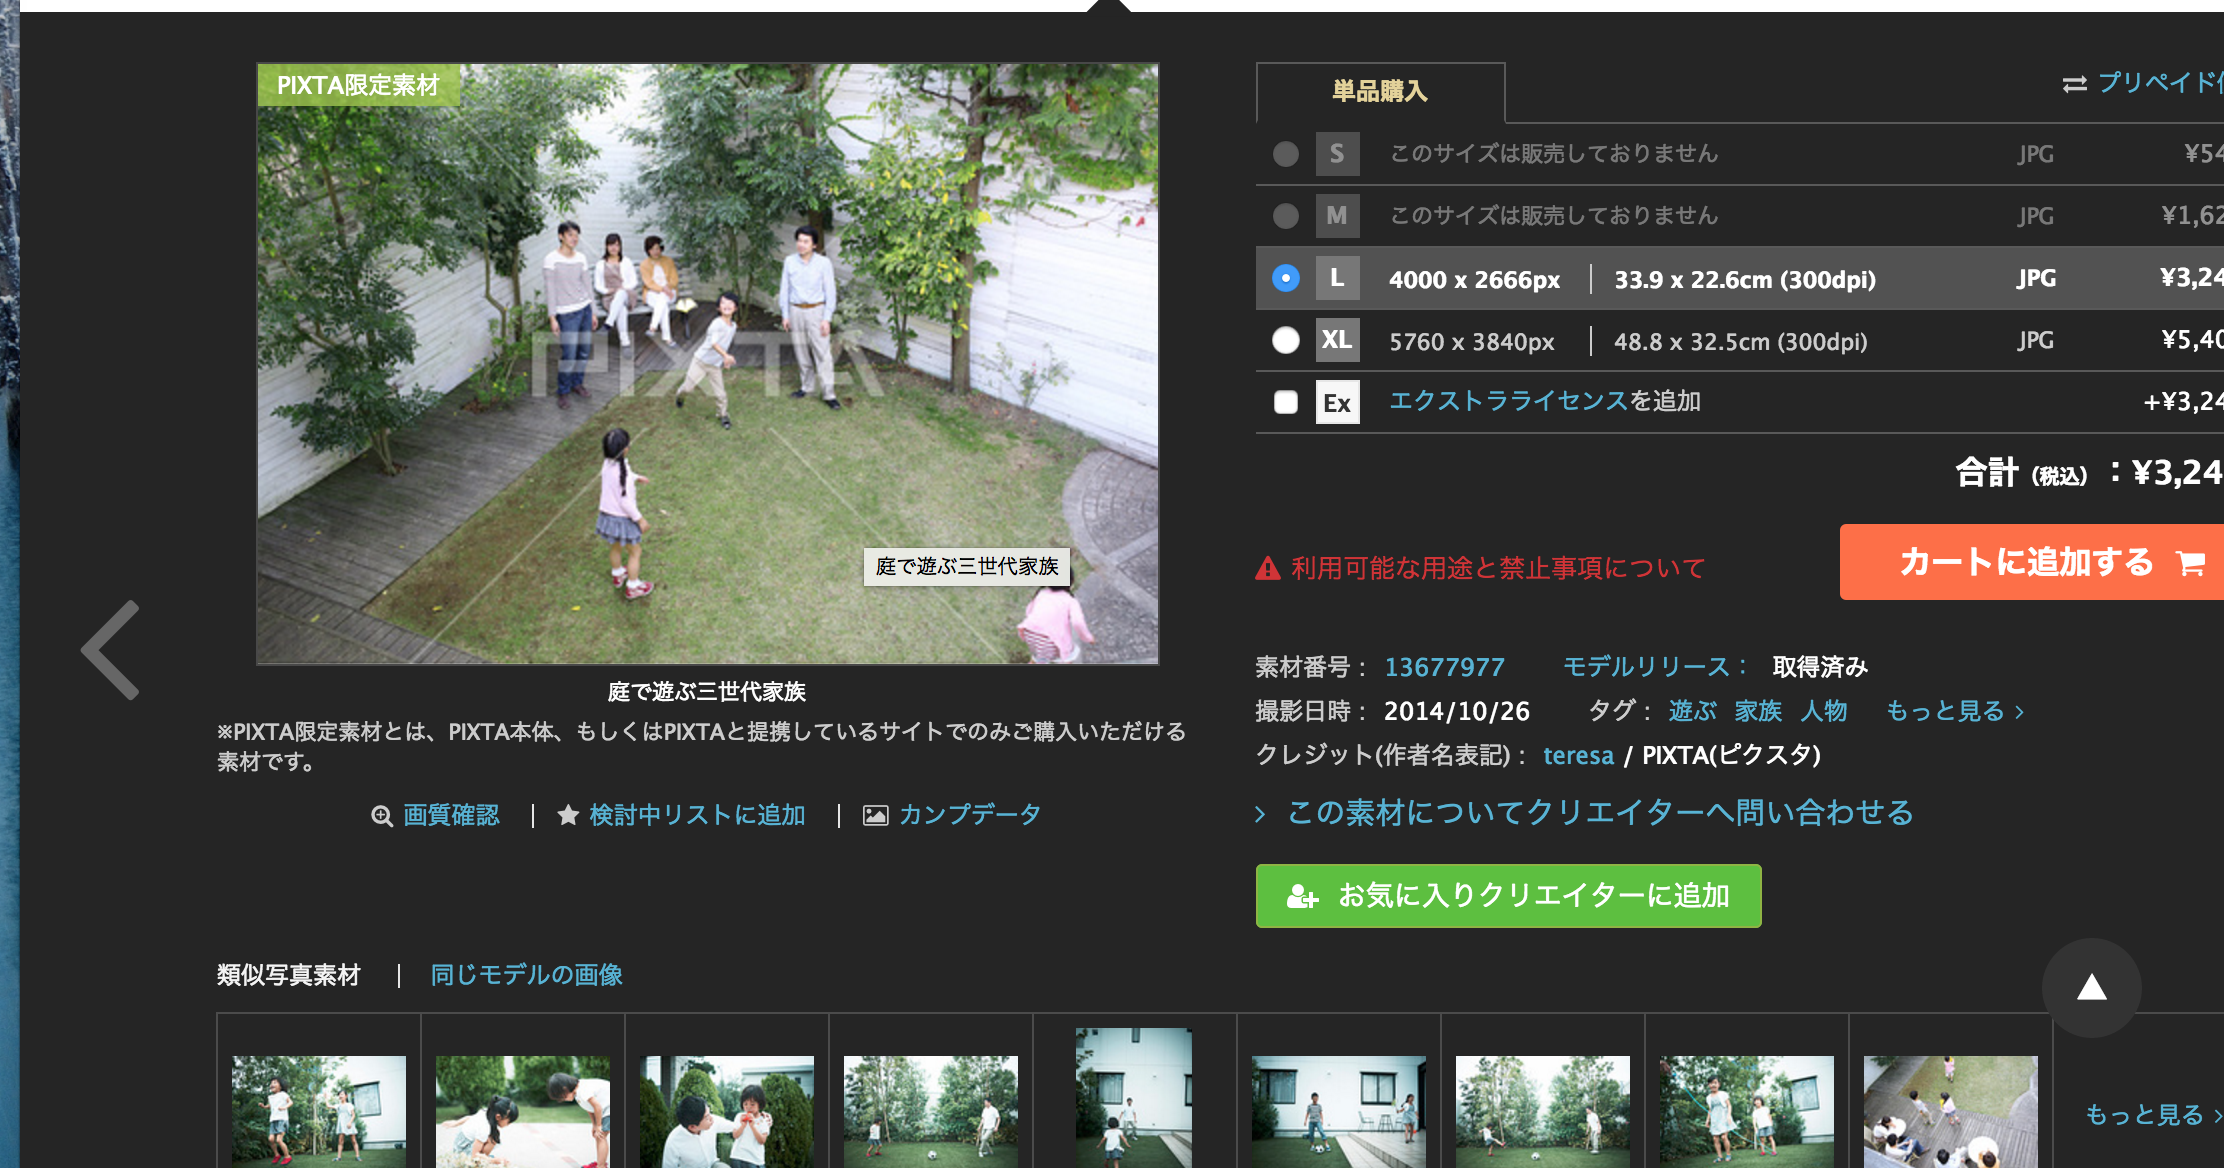 PIXTA限定素材
PIXTA
庭で遊ぶ三世代家族
庭で遊ぶ三世代家族
※PIXTA限定素材とは、PIXTA本体、もしくはPIXTAと提携しているサイトでのみご購入いただける
素材です。
画質確認 | ★ 検討中リストに追加 | カンプデータ
単品購入
プリペイド
S このサイズは販売しておりません JPG ¥54
M このサイズは販売しておりません JPG ¥1,62
L 4000 x 2666px | 33.9 x 22.6cm (300dpi) JPG ¥3,24
XL 5760 x 3840px | 48.8 x 32.5cm (300dpi) JPG ¥5,40
Ex エクストラライセンスを追加 +¥3,24
合計 (税込) : ¥3,24
利用可能な用途と禁止事項について
カートに追加する
素材番号： 13677977 モデルリリース： 取得済み
撮影日時： 2014/10/26 タグ： 遊ぶ 家族 人物 もっと見る ›
クレジット(作者名表記)： teresa / PIXTA(ピクスタ)
› この素材についてクリエイターへ問い合わせる
お気に入りクリエイターに追加
類似写真素材 | 同じモデルの画像
もっと見る ›